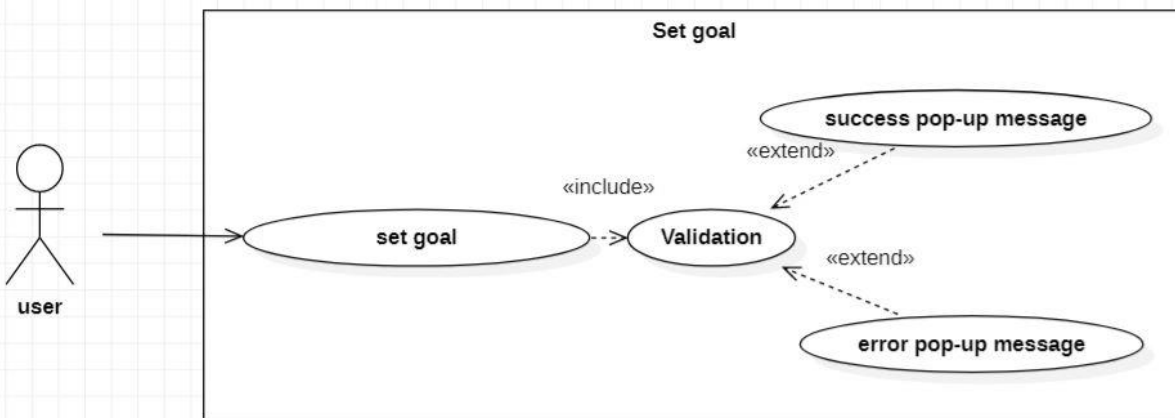 Set goal
success pop-up message
«extend»
«include»
set goal
Validation
«extend»
user
error pop-up message